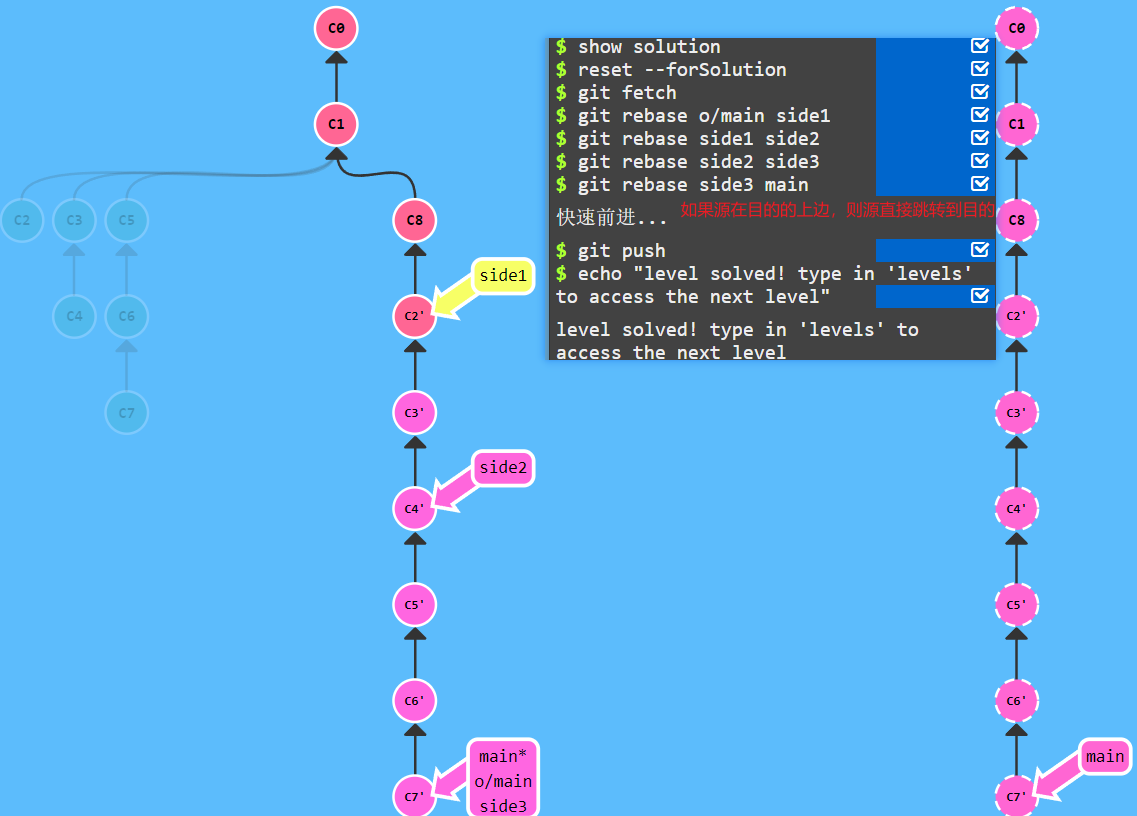 C0
C1
C2
C3
C5
C8
C4
C6
C7
side1
C2'
C3'
side2
C4'
C5'
C6'
main*
o/main
side3
C7'
$ show solution
$ reset --forSolution
$ git fetch
$ git rebase o/main side1
$ git rebase side1 side2
$ git rebase side2 side3
$ git rebase side3 main
快速前进...
如果源在目的的上边，则源直接跳转到目的
$ git push
$ echo "level solved! type in 'levels'
to access the next level"
level solved! type in 'levels' to
access the next level
C0
C1
C8
C2'
C3'
C4'
C5'
C6'
main
C7'